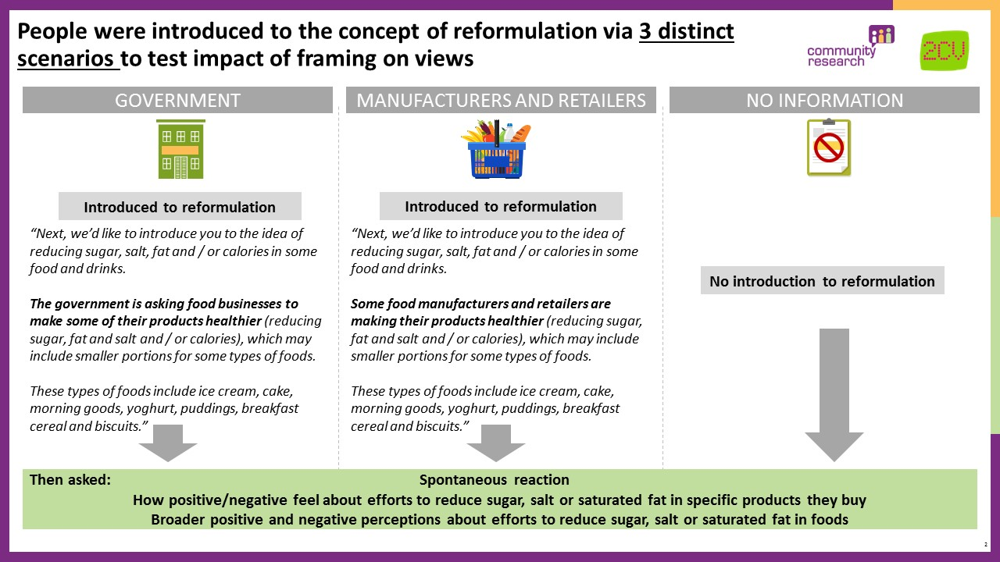 People were introduced to the concept of reformulation via 3 distinct
scenarios to test impact of framing on views
community
research
2CV
GOVERNMENT
Introduced to reformulation
“Next, we’d like to introduce you to the idea of
reducing sugar, salt, fat and / or calories in some
food and drinks.
The government is asking food businesses to
make some of their products healthier (reducing
sugar, fat and salt and / or calories), which may
include smaller portions for some types of foods.
These types of foods include ice cream, cake,
morning goods, yoghurt, puddings, breakfast
cereal and biscuits.”
MANUFACTURERS AND RETAILERS
Introduced to reformulation
“Next, we’d like to introduce you to the idea of
reducing sugar, salt, fat and / or calories in some
food and drinks.
Some food manufacturers and retailers are
making their products healthier (reducing sugar,
fat and salt and / or calories), which may include
smaller portions for some types of foods.
These types of foods include ice cream, cake,
morning goods, yoghurt, puddings, breakfast
cereal and biscuits.”
NO INFORMATION
No introduction to reformulation
Then asked: Spontaneous reaction
How positive/negative feel about efforts to reduce sugar, salt or saturated fat in specific products they buy
Broader positive and negative perceptions about efforts to reduce sugar, salt or saturated fat in foods
2